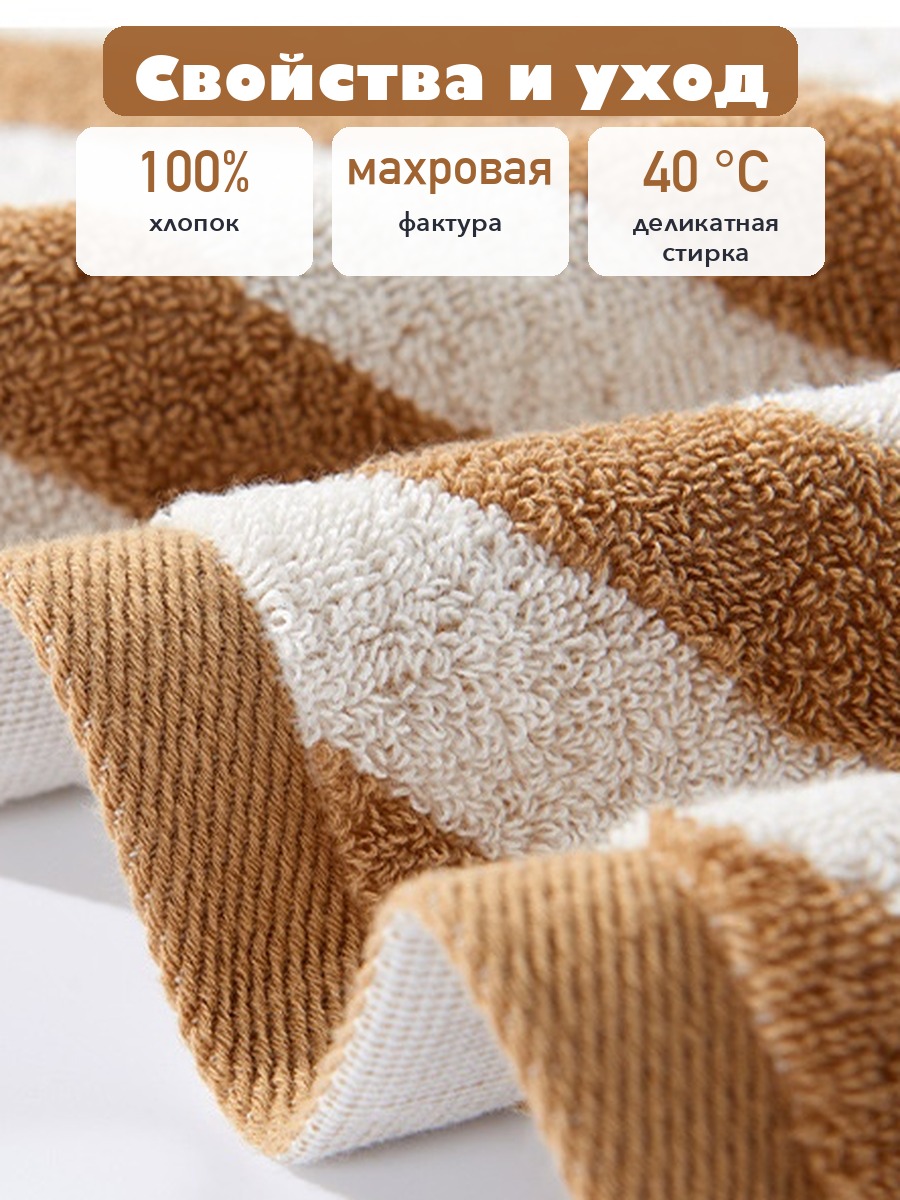 Свойства и уход
100%
хлопок
махровая
фактура
40 °C
деликатная
стирка